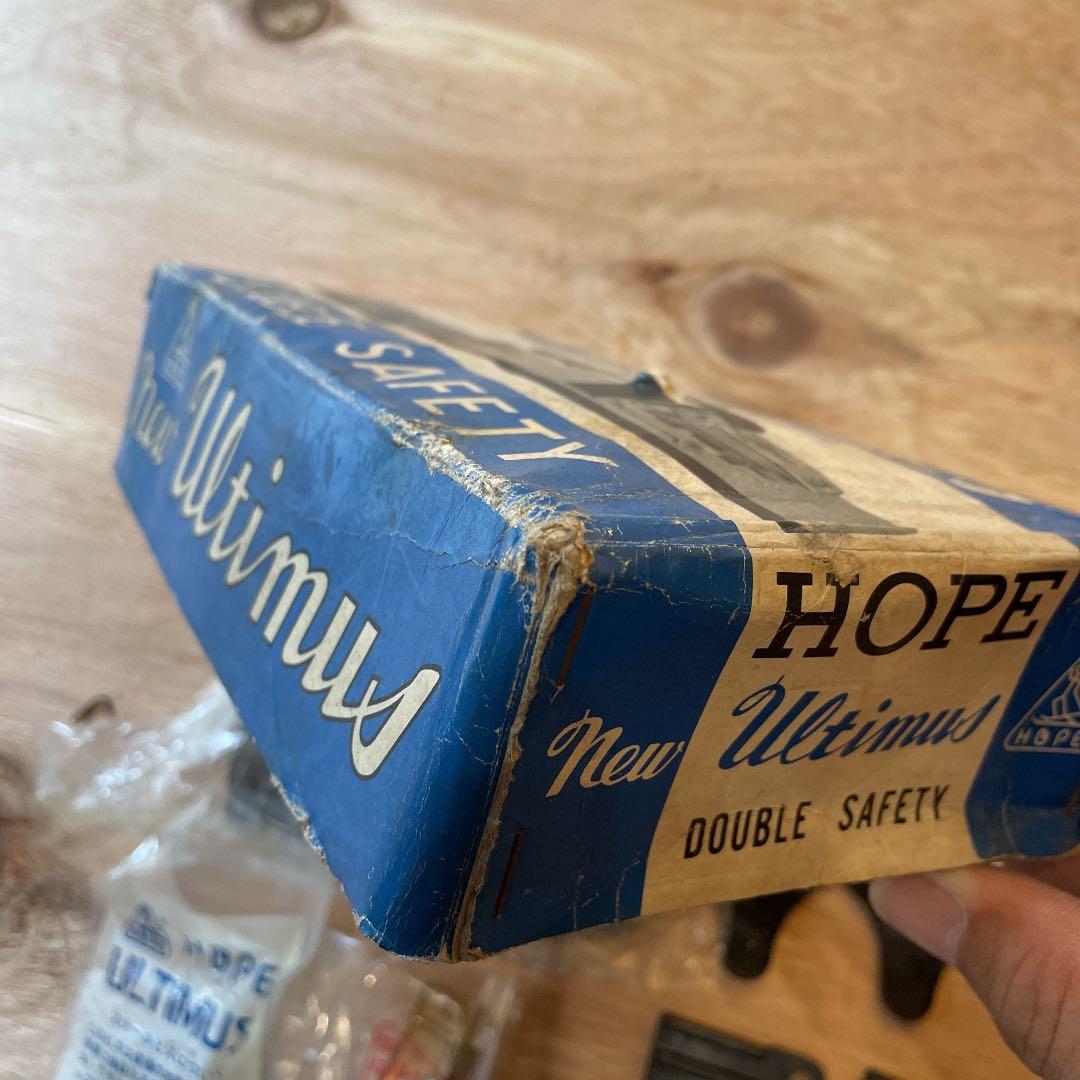 New
Ultimus
SAFETY
HOPE
New
Ultimus
DOUBLE SAFETY
HOPE
HOPE
ULTIMUS